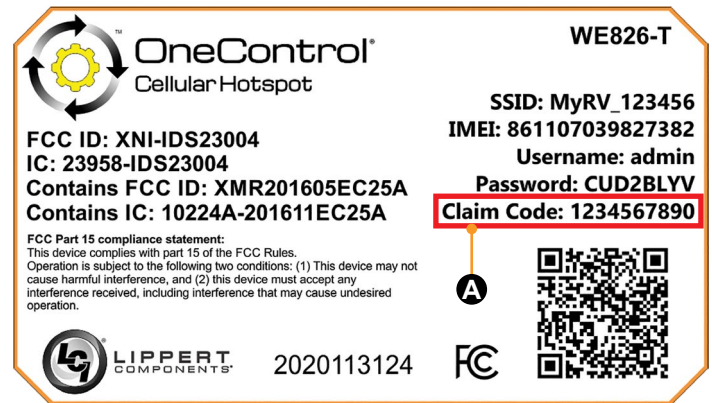 OneControl®
Cellular Hotspot
TM
WE826-T
SSID: MyRV_123456
IMEI: 861107039827382
Username: admin
Password: CUD2BLYV
Claim Code: 1234567890
FCC ID: XNI-IDS23004
IC: 23958-IDS23004
Contains FCC ID: XMR201605EC25A
Contains IC: 10224A-201611EC25A
FCC Part 15 compliance statement:
This device complies with part 15 of the FCC Rules.
Operation is subject to the following two conditions: (1) This device may not
cause harmful interference, and (2) this device must accept any
interference received, including interference that may cause undesired
operation.
A
LCI
LIPPERT
COMPONENTS®
2020113124
FC